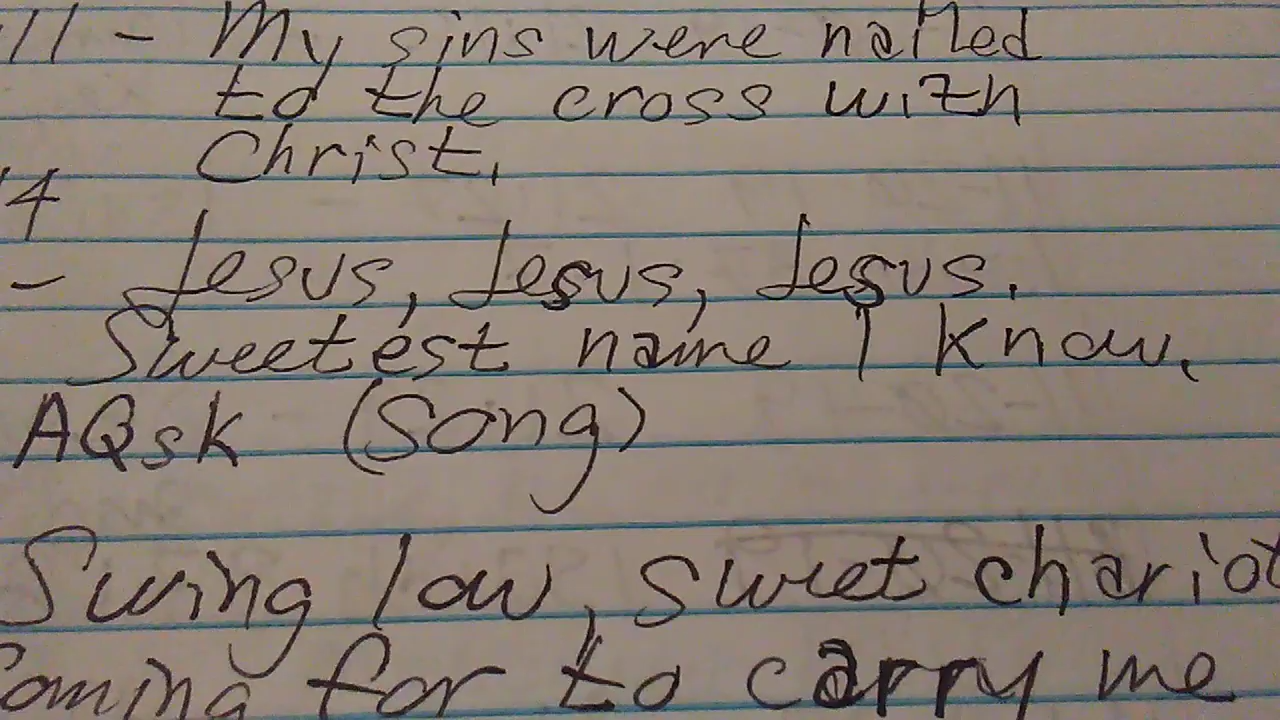 11 - My sins were nailed
to the cross with
Christ.
4
- Jesus, Jesus, Jesus.
Sweetest name I know.
AQsk (song)
Swing low, sweet chariot
Coming for to carry me